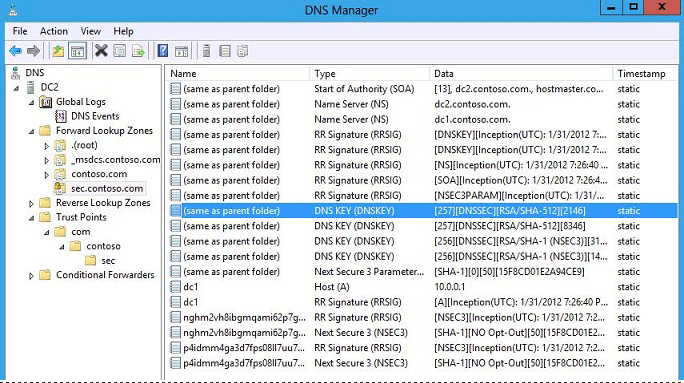 DNS Manager
File Action View Help
DNS
DC2
Global Logs
DNS Events
Forward Lookup Zones
.(root)
_msdcs.contoso.com
contoso.com
sec.contoso.com
Reverse Lookup Zones
Trust Points
com
contoso
sec
Conditional Forwarders
Name Type Data Timestamp
(same as parent folder) Start of Authority (SOA) [13], dc2.contoso.com., hostmaster.co... static
(same as parent folder) Name Server (NS) dc2.contoso.com. static
(same as parent folder) Name Server (NS) dc1.contoso.com. static
(same as parent folder) RR Signature (RRSIG) [DNSKEY][Inception(UTC): 1/31/2012 7:... static
(same as parent folder) RR Signature (RRSIG) [DNSKEY][Inception(UTC): 1/31/2012 7:... static
(same as parent folder) RR Signature (RRSIG) [NS][Inception(UTC): 1/31/2012 7:26:40 ... static
(same as parent folder) RR Signature (RRSIG) [SOA][Inception(UTC): 1/31/2012 7:26:4... static
(same as parent folder) RR Signature (RRSIG) [NSEC3PARAM][Inception(UTC): 1/31/... static
(same as parent folder) DNS KEY (DNSKEY) [257][DNSSEC][RSA/SHA-512][2146] static
(same as parent folder) DNS KEY (DNSKEY) [257][DNSSEC][RSA/SHA-512][8346] static
(same as parent folder) DNS KEY (DNSKEY) [256][DNSSEC][RSA/SHA-1 (NSEC3)][31... static
(same as parent folder) DNS KEY (DNSKEY) [256][DNSSEC][RSA/SHA-1 (NSEC3)][14... static
(same as parent folder) Next Secure 3 Parameter... [SHA-1][0][50][15F8CD01E2A94CE9] static
dc1 Host (A) 10.0.0.1 static
dc1 RR Signature (RRSIG) [A][Inception(UTC): 1/31/2012 7:26:40 P... static
nghm2vh8ibgmqami62p7g... RR Signature (RRSIG) [NSEC3][Inception(UTC): 1/31/2012 7:2... static
nghm2vh8ibgmqami62p7g... Next Secure 3 (NSEC3) [SHA-1][NO Opt-Out][50][15F8CD01E2... static
p4idmm4ga3d7fps08ll7uu7... RR Signature (RRSIG) [NSEC3][Inception(UTC): 1/31/2012 7:2... static
p4idmm4ga3d7fps08ll7uu7... Next Secure 3 (NSEC3) [SHA-1][NO Opt-Out][50][15F8CD01E2... static